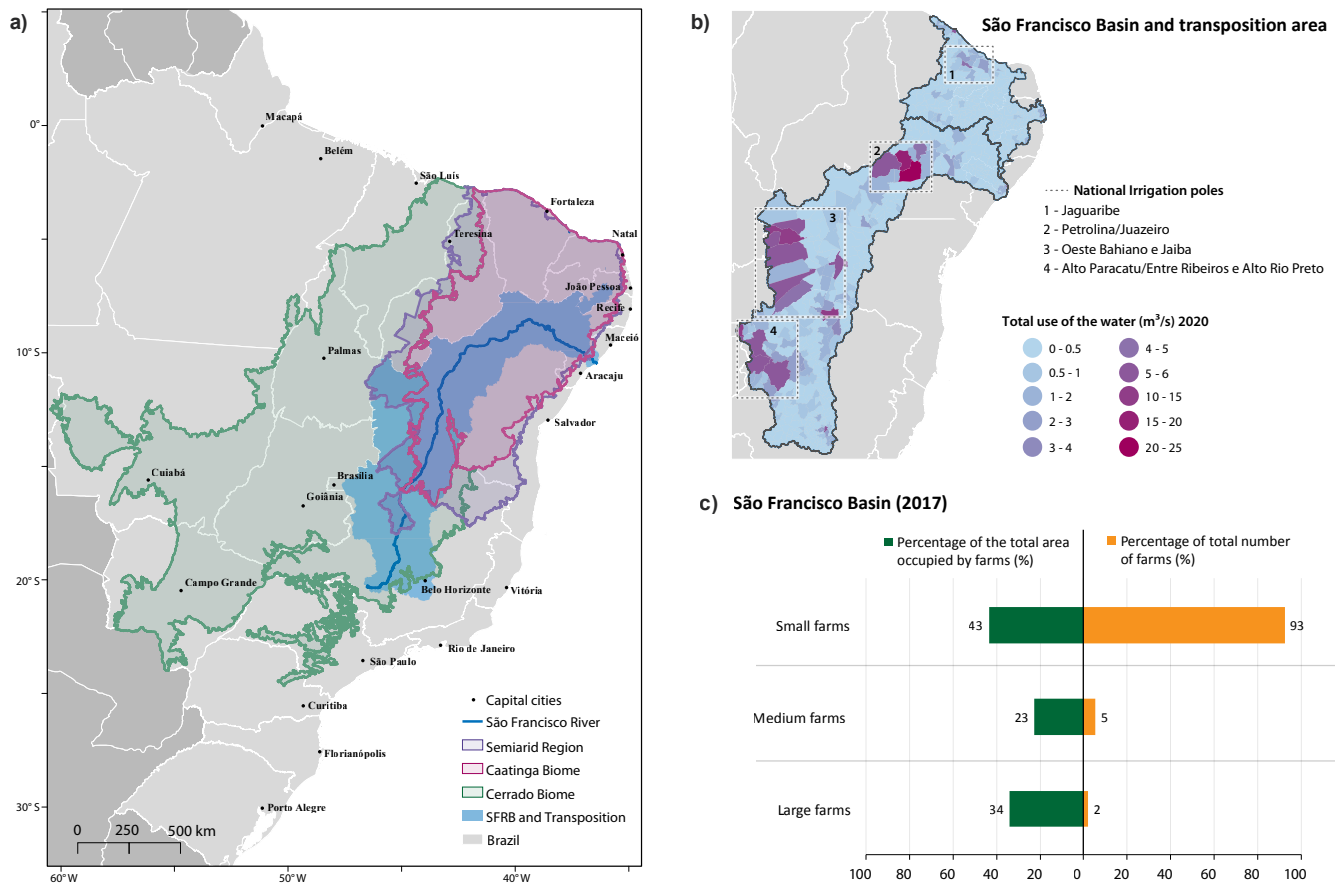 a)
Macapá
0°
Belém
São Luís
Fortaleza
Teresina
Natal
João Pessoa
Recife
Palmas
10°S
Maceió
Aracaju
Salvador
Cuiabá
Brasília
Goiânia
20°S
Campo Grande
Belo Horizonte
Vitória
Rio de Janeiro
São Paulo
Curitiba
Florianópolis
30°S
Porto Alegre
0 250 500 km
Capital cities
São Francisco River
Semiarid Region
Caatinga Biome
Cerrado Biome
SFRB and Transposition
Brazil
60°W 50°W 40°W
b)
São Francisco Basin and transposition area
1
2
3
4
National Irrigation poles
1 - Jaguaribe
2 - Petrolina/Juazeiro
3 - Oeste Bahiano e Jaiba
4 - Alto Paracatu/Entre Ribeiros e Alto Rio Preto
Total use of the water (m³/s) 2020
0 - 0.5
0.5 - 1
1 - 2
2 - 3
3 - 4
4 - 5
5 - 6
10 - 15
15 - 20
20 - 25
c) São Francisco Basin (2017)
Percentage of the total area
occupied by farms (%)
Percentage of total number
of farms (%)
Small farms 43 93
Medium farms 23 5
Large farms 34 2
100 80 60 40 20 0 20 40 60 80 100